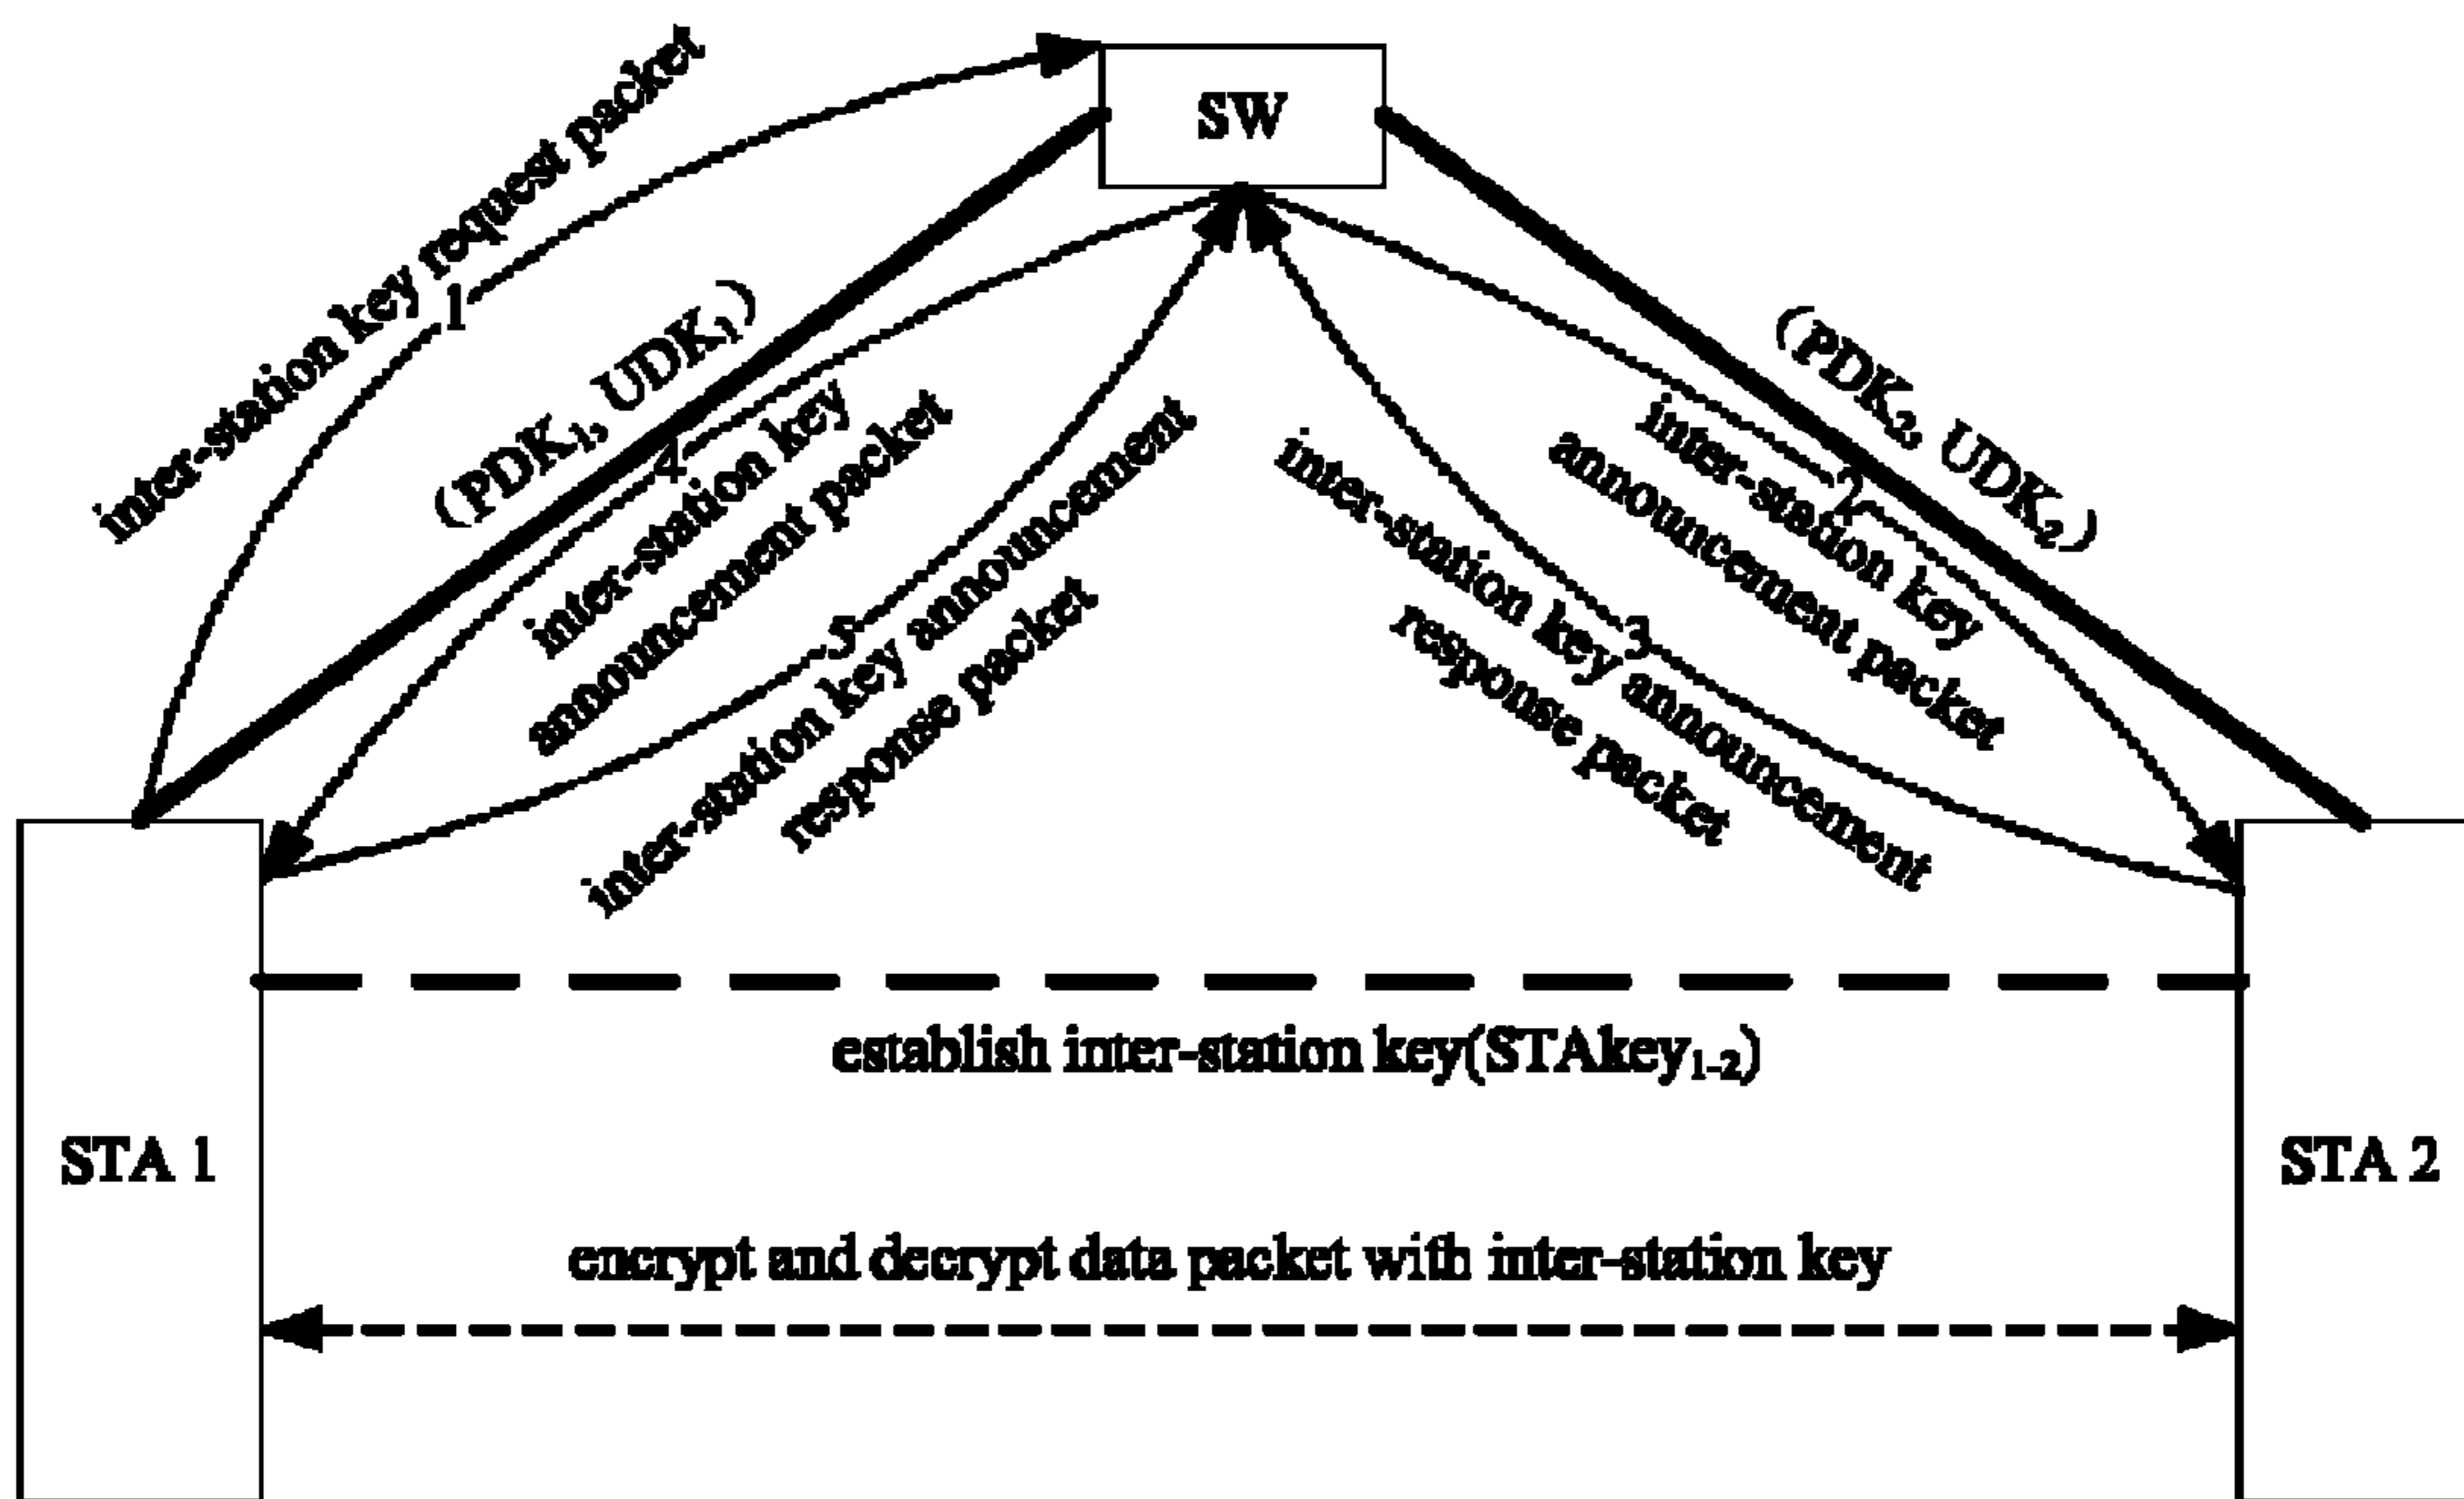 SW
inter-station key request packet
1
(PDK₁, UDK₁)
4
inter-station key
announcement packet
5
inter-station key announcement
response packet
(PDK₂, UDK₂)
2
inter-station key
announcement packet
3
inter-station key announcement
response packet
establish inter-station key(STAkey₁₋₂)
STA 1
STA 2
encrypt and decrypt data packet with inter-station key